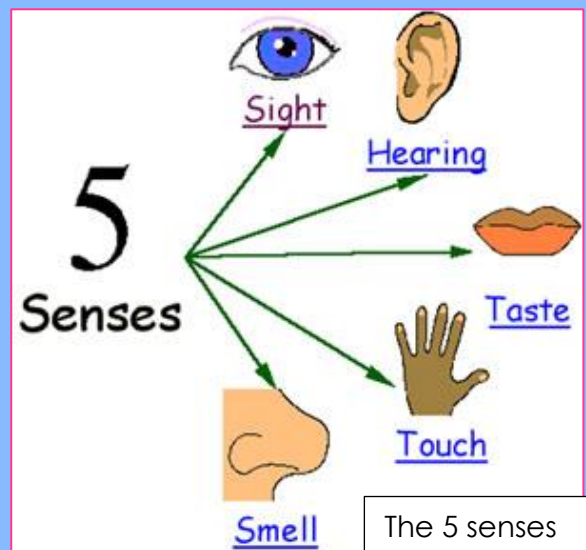 Sight
Hearing
5
Senses
Taste
Touch
Smell
The 5 senses